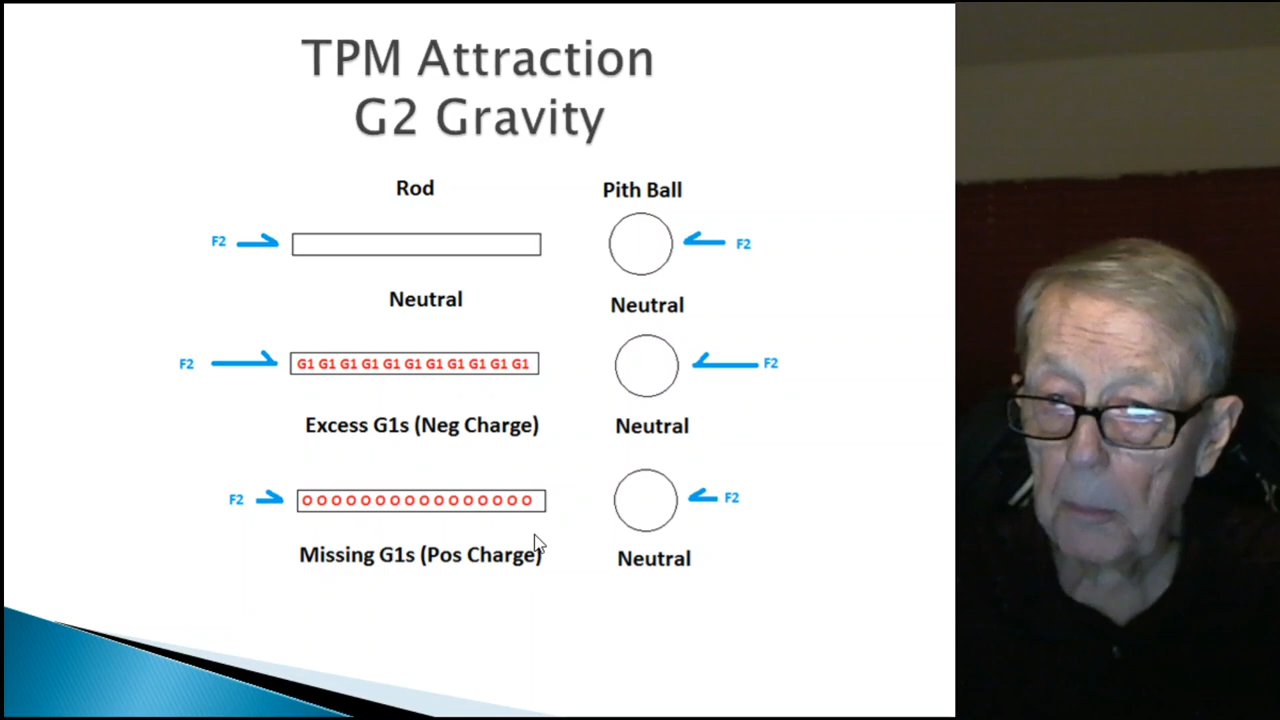 TPM Attraction
G2 Gravity
Rod Pith Ball
F2 F2
Neutral Neutral
F2 G1 G1 G1 G1 G1 G1 G1 G1 G1 G1 G1 F2
Excess G1s (Neg Charge) Neutral
F2 O O O O O O O O O O O O O O O O F2
Missing G1s (Pos Charge) Neutral